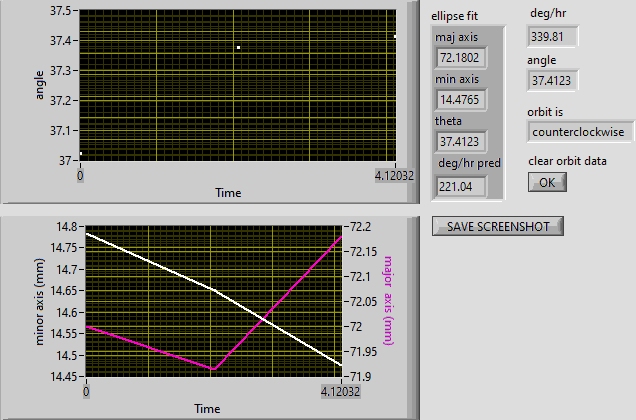 37.5
37.4
37.3
37.2
37.1
37
angle
0
4.12032
Time
ellipse fit
maj axis
72.1802
min axis
14.4765
theta
37.4123
deg/hr pred
221.04
deg/hr
339.81
angle
37.4123
orbit is
counterclockwise
clear orbit data
OK
SAVE SCREENSHOT
14.8
14.75
14.7
14.65
14.6
14.55
14.5
14.45
minor axis (mm)
72.2
72.15
72.1
72.05
72
71.95
71.9
major axis (mm)
0
4.12032
Time